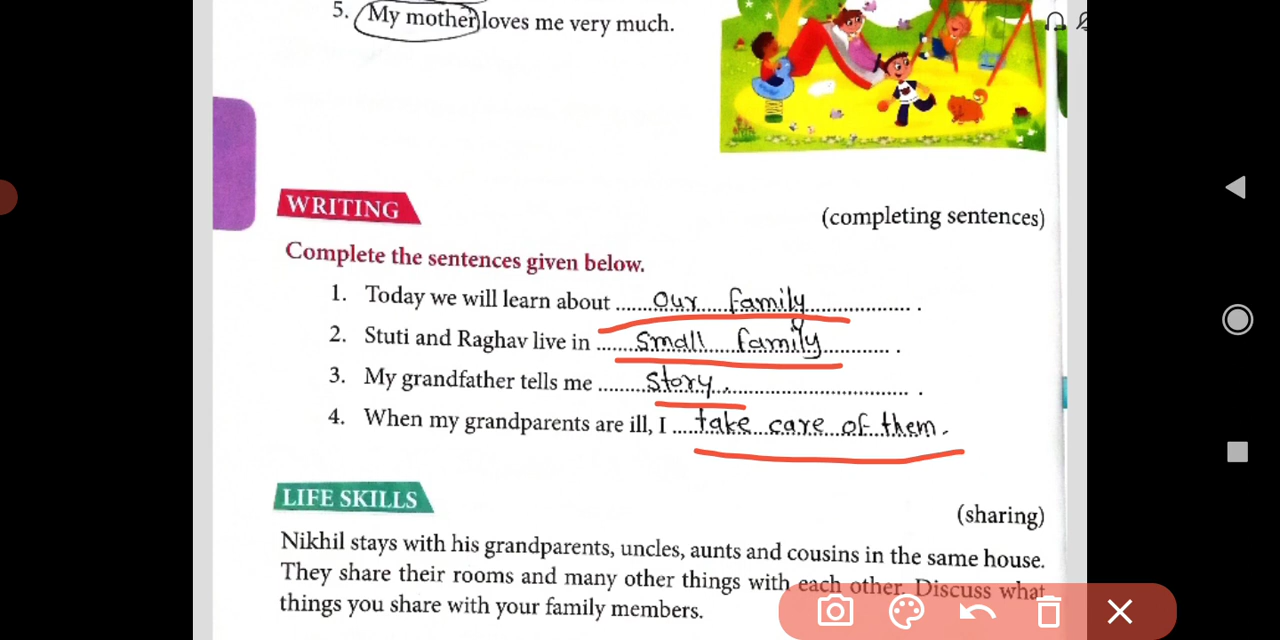 5. My mother loves me very much.
WRITING
(completing sentences)
Complete the sentences given below.
1. Today we will learn about ......our....family.................. .
2. Stuti and Raghav live in .......small....family............ .
3. My grandfather tells me .........story.................................. .
4. When my grandparents are ill, I .....take...care..of..them.
LIFE SKILLS
(sharing)
Nikhil stays with his grandparents, uncles, aunts and cousins in the same house.
They share their rooms and many other things with each other. Discuss what
things you share with your family members.